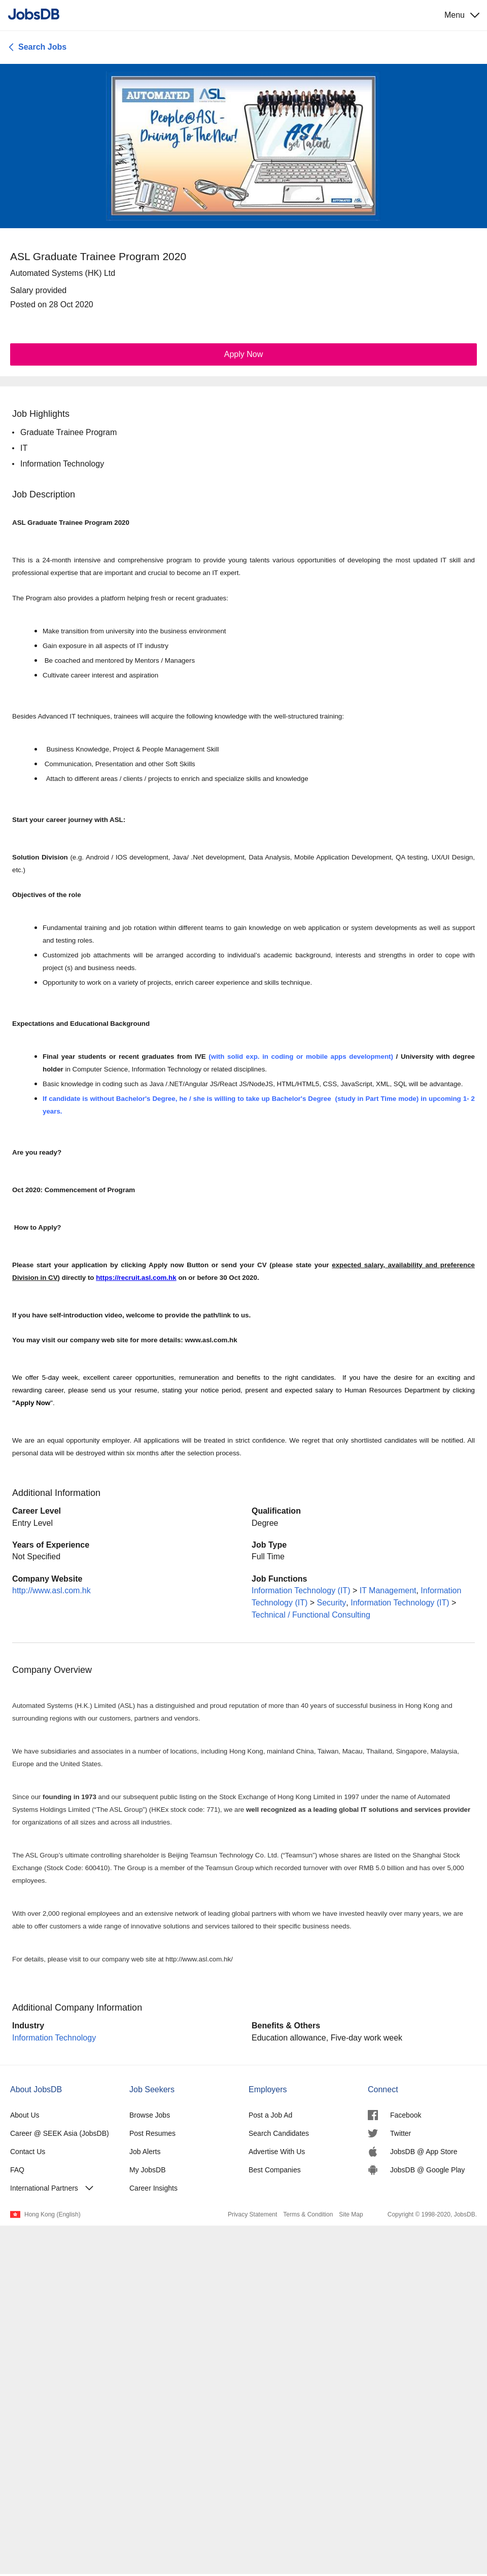 JobsDB
Menu
Search Jobs
AUTOMATED ASL
People@ASL -
Driving To The New!
ASL
got Talent
ASL Graduate Trainee Program 2020
Automated Systems (HK) Ltd
Salary provided
Posted on 28 Oct 2020
Apply Now
Job Highlights
• Graduate Trainee Program
• IT
• Information Technology
Job Description
ASL Graduate Trainee Program 2020
This is a 24-month intensive and comprehensive program to provide young talents various opportunities of developing the most updated IT skill and
professional expertise that are important and crucial to become an IT expert.
The Program also provides a platform helping fresh or recent graduates:
• Make transition from university into the business environment
• Gain exposure in all aspects of IT industry
• Be coached and mentored by Mentors / Managers
• Cultivate career interest and aspiration
Besides Advanced IT techniques, trainees will acquire the following knowledge with the well-structured training:
• Business Knowledge, Project & People Management Skill
• Communication, Presentation and other Soft Skills
• Attach to different areas / clients / projects to enrich and specialize skills and knowledge
Start your career journey with ASL:
Solution Division (e.g. Android / IOS development, Java/ .Net development, Data Analysis, Mobile Application Development, QA testing, UX/UI Design,
etc.)
Objectives of the role
• Fundamental training and job rotation within different teams to gain knowledge on web application or system developments as well as support
and testing roles.
• Customized job attachments will be arranged according to individual's academic background, interests and strengths in order to cope with
project (s) and business needs.
• Opportunity to work on a variety of projects, enrich career experience and skills technique.
Expectations and Educational Background
• Final year students or recent graduates from IVE (with solid exp. in coding or mobile apps development) / University with degree
holder in Computer Science, Information Technology or related disciplines.
• Basic knowledge in coding such as Java /.NET/Angular JS/React JS/NodeJS, HTML/HTML5, CSS, JavaScript, XML, SQL will be advantage.
• If candidate is without Bachelor's Degree, he / she is willing to take up Bachelor's Degree (study in Part Time mode) in upcoming 1- 2
years.
Are you ready?
Oct 2020: Commencement of Program
How to Apply?
Please start your application by clicking Apply now Button or send your CV (please state your expected salary, availability and preference
Division in CV) directly to https://recruit.asl.com.hk on or before 30 Oct 2020.
If you have self-introduction video, welcome to provide the path/link to us.
You may visit our company web site for more details: www.asl.com.hk
We offer 5-day week, excellent career opportunities, remuneration and benefits to the right candidates. If you have the desire for an exciting and
rewarding career, please send us your resume, stating your notice period, present and expected salary to Human Resources Department by clicking
"Apply Now".
We are an equal opportunity employer. All applications will be treated in strict confidence. We regret that only shortlisted candidates will be notified. All
personal data will be destroyed within six months after the selection process.
Additional Information
Career Level
Entry Level
Qualification
Degree
Years of Experience
Not Specified
Job Type
Full Time
Company Website
http://www.asl.com.hk
Job Functions
Information Technology (IT) > IT Management, Information
Technology (IT) > Security, Information Technology (IT) >
Technical / Functional Consulting
Company Overview
Automated Systems (H.K.) Limited (ASL) has a distinguished and proud reputation of more than 40 years of successful business in Hong Kong and
surrounding regions with our customers, partners and vendors.
We have subsidiaries and associates in a number of locations, including Hong Kong, mainland China, Taiwan, Macau, Thailand, Singapore, Malaysia,
Europe and the United States.
Since our founding in 1973 and our subsequent public listing on the Stock Exchange of Hong Kong Limited in 1997 under the name of Automated
Systems Holdings Limited ("The ASL Group") (HKEx stock code: 771), we are well recognized as a leading global IT solutions and services provider
for organizations of all sizes and across all industries.
The ASL Group's ultimate controlling shareholder is Beijing Teamsun Technology Co. Ltd. ("Teamsun") whose shares are listed on the Shanghai Stock
Exchange (Stock Code: 600410). The Group is a member of the Teamsun Group which recorded turnover with over RMB 5.0 billion and has over 5,000
employees.
With over 2,000 regional employees and an extensive network of leading global partners with whom we have invested heavily over many years, we are
able to offer customers a wide range of innovative solutions and services tailored to their specific business needs.
For details, please visit to our company web site at http://www.asl.com.hk/
Additional Company Information
Industry
Information Technology
Benefits & Others
Education allowance, Five-day work week
About JobsDB
About Us
Career @ SEEK Asia (JobsDB)
Contact Us
FAQ
International Partners
Job Seekers
Browse Jobs
Post Resumes
Job Alerts
My JobsDB
Career Insights
Employers
Post a Job Ad
Search Candidates
Advertise With Us
Best Companies
Connect
Facebook
Twitter
JobsDB @ App Store
JobsDB @ Google Play
Hong Kong (English)
Privacy Statement Terms & Condition Site Map
Copyright © 1998-2020, JobsDB.